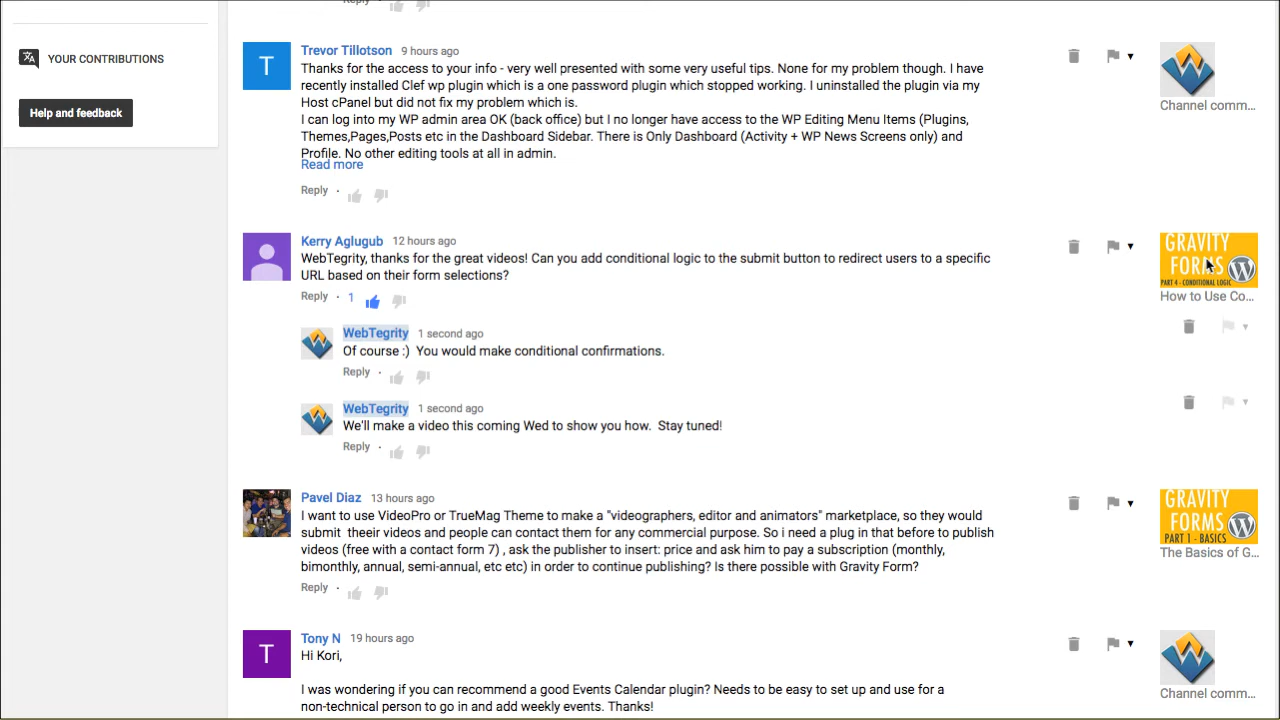 Reply ·
YOUR CONTRIBUTIONS
Help and feedback
T
Trevor Tillotson 9 hours ago
Thanks for the access to your info - very well presented with some very useful tips. None for my problem though. I have
recently installed Clef wp plugin which is a one password plugin which stopped working. I uninstalled the plugin via my
Host cPanel but did not fix my problem which is.
I can log into my WP admin area OK (back office) but I no longer have access to the WP Editing Menu Items (Plugins,
Themes,Pages,Posts etc in the Dashboard Sidebar. There is Only Dashboard (Activity + WP News Screens only) and
Profile. No other editing tools at all in admin.
Read more
Reply ·
Channel comm...
Kerry Aglugub 12 hours ago
WebTegrity, thanks for the great videos! Can you add conditional logic to the submit button to redirect users to a specific
URL based on their form selections?
Reply · 1
GRAVITY
FORMS
PART 4 - CONDITIONAL LOGIC
How to Use Co...
WebTegrity 1 second ago
Of course :)  You would make conditional confirmations.
Reply ·
WebTegrity 1 second ago
We'll make a video this coming Wed to show you how.  Stay tuned!
Reply ·
Pavel Diaz 13 hours ago
I want to use VideoPro or TrueMag Theme to make a "videographers, editor and animators" marketplace, so they would
submit  theeir videos and people can contact them for any commercial purpose. So i need a plug in that before to publish
videos (free with a contact form 7) , ask the publisher to insert: price and ask him to pay a subscription (monthly,
bimonthly, annual, semi-annual, etc etc) in order to continue publishing? Is there possible with Gravity Form?
Reply ·
GRAVITY
FORMS
PART 1 - BASICS
The Basics of G...
T
Tony N 19 hours ago
Hi Kori,
I was wondering if you can recommend a good Events Calendar plugin? Needs to be easy to set up and use for a
non-technical person to go in and add weekly events. Thanks!
Channel comm...